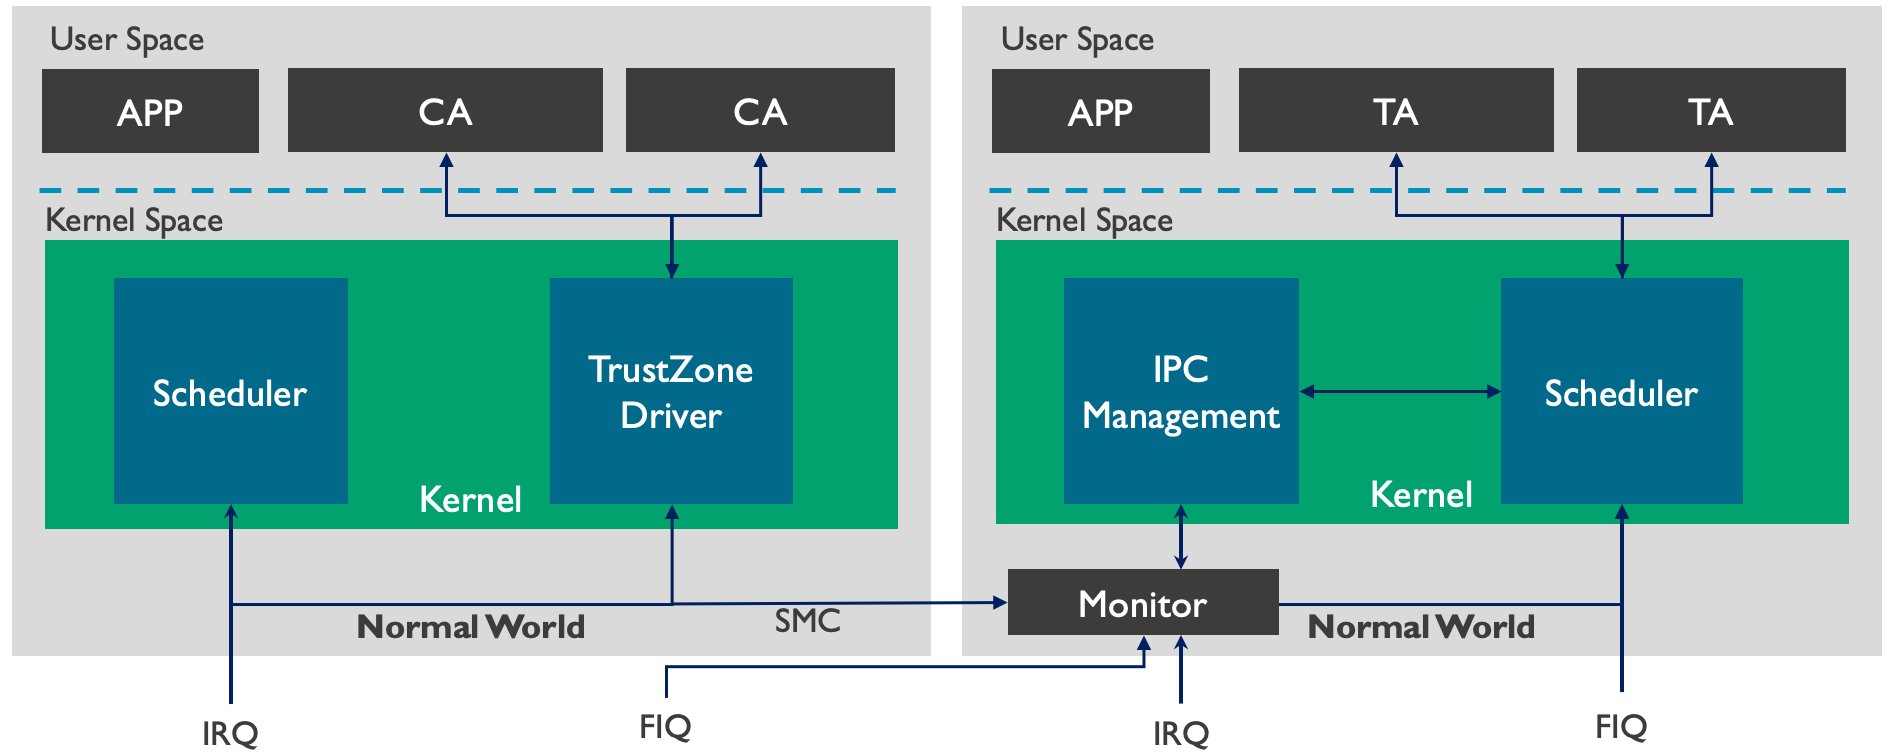 User Space
APP
CA
CA
Kernel Space
Scheduler
TrustZone
Driver
Kernel
Normal World
SMC
IRQ
FIQ
User Space
APP
TA
TA
Kernel Space
IPC
Management
Scheduler
Kernel
Monitor
Normal World
IRQ
FIQ